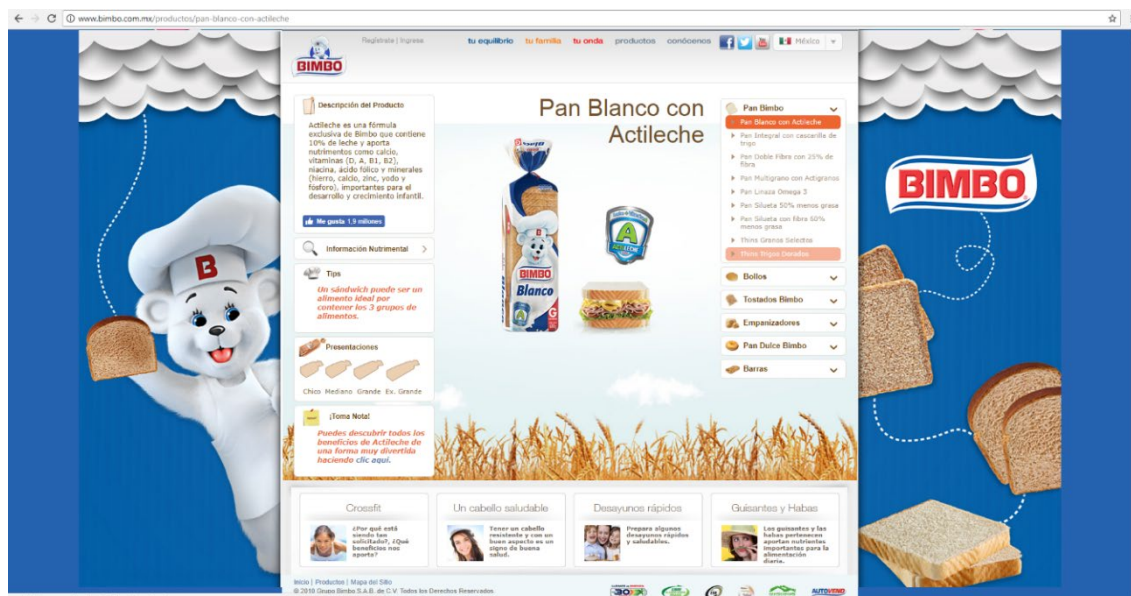 www.bimbo.com.mx/productos/pan-blanco-con-actileche
Regístrate | Ingresa
tu equilibrio tu familia tu onda productos conócenos
México
BIMBO
Descripción del Producto
Actileche es una fórmula
exclusiva de Bimbo que contiene
10% de leche y aporta
nutrimentos como calcio,
vitaminas (D, A, B1, B2),
niacina, ácido fólico y minerales
(hierro, calcio, zinc, yodo y
fósforo), importantes para el
desarrollo y crecimiento infantil.
Me gusta 1.9 millones
Información Nutrimental
Tips
Un sándwich puede ser un
alimento ideal por
contener los 3 grupos de
alimentos.
Presentaciones
Chico Mediano Grande Ex. Grande
¡Toma Nota!
Puedes descubrir todos los
beneficios de Actileche de
una forma muy divertida
haciendo clic aquí.
Pan Blanco con
Actileche
BIMBO
Blanco
G
A
ACTILECHE
Pan Bimbo
Pan Blanco con Actileche
Pan Integral con cascarilla de
trigo
Pan Doble Fibra con 25% de
fibra
Pan Multigrano con Actigranos
Pan Linaza Omega 3
Pan Silueta 50% menos grasa
Pan Silueta con fibra 50%
menos grasa
Thins Granos Selectos
Thins Trigos Dorados
Bollos
Tostados Bimbo
Empanizadores
Pan Dulce Bimbo
Barras
B
BIMBO
Crossfit
¿Por qué está
siendo tan
solicitado?, ¿Qué
beneficios nos
aporta?
Un cabello saludable
Tener un cabello
resistente y con un
buen aspecto es un
signo de buena
salud.
Desayunos rápidos
Prepara algunos
desayunos rápidos
y saludables.
Guisantes y Habas
Los guisantes y las
habas pertenecen
aportan nutrientes
importantes para la
alimentación
diaria.
Inicio | Productos | Mapa del Sitio
© 2010 Grupo Bimbo S.A.B. de C.V. Todos los Derechos Reservados
AUTOVEND